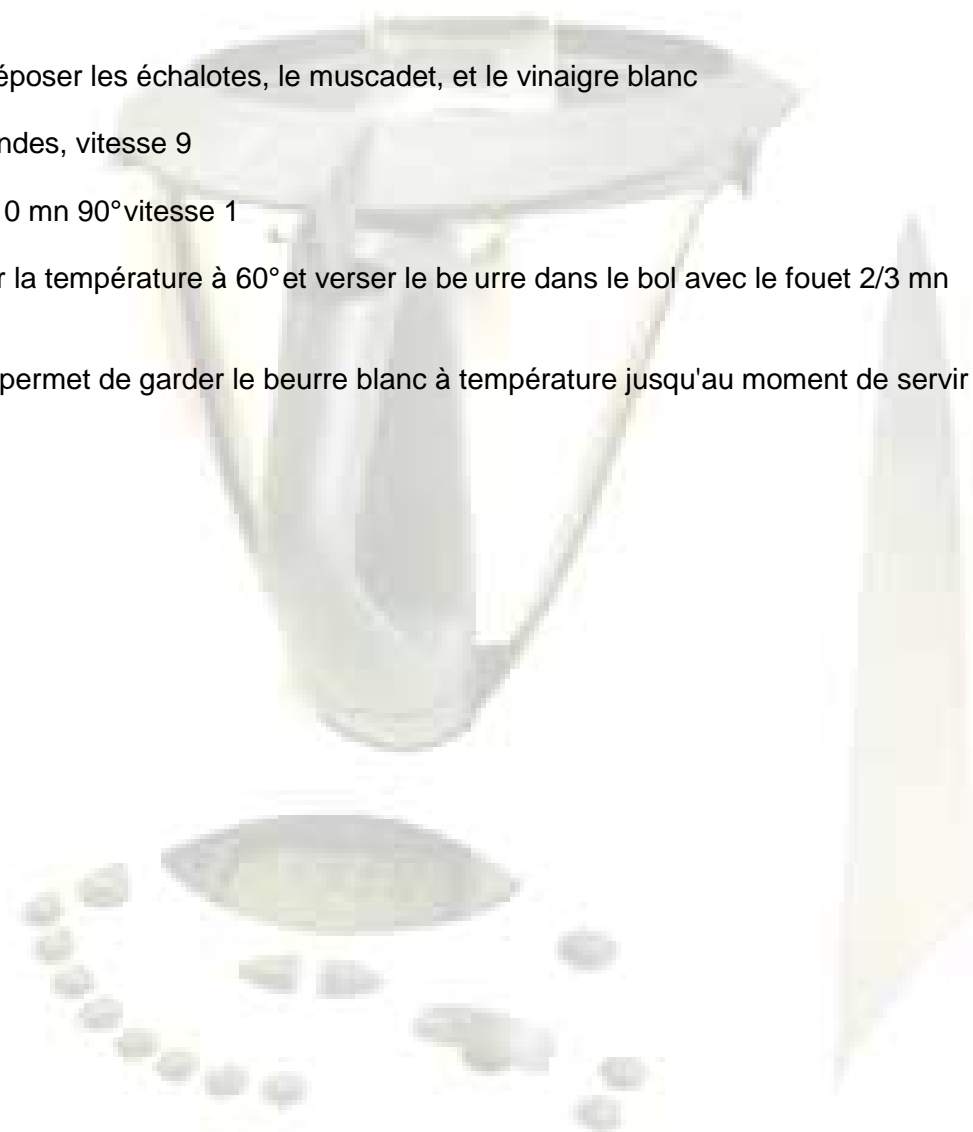 époser les échalotes, le muscadet, et le vinaigre blanc
ndes, vitesse 9
0 mn 90° vitesse 1
r la température à 60° et verser le be urre dans le bol avec le fouet 2/3 mn
permet de garder le beurre blanc à température jusqu'au moment de servir